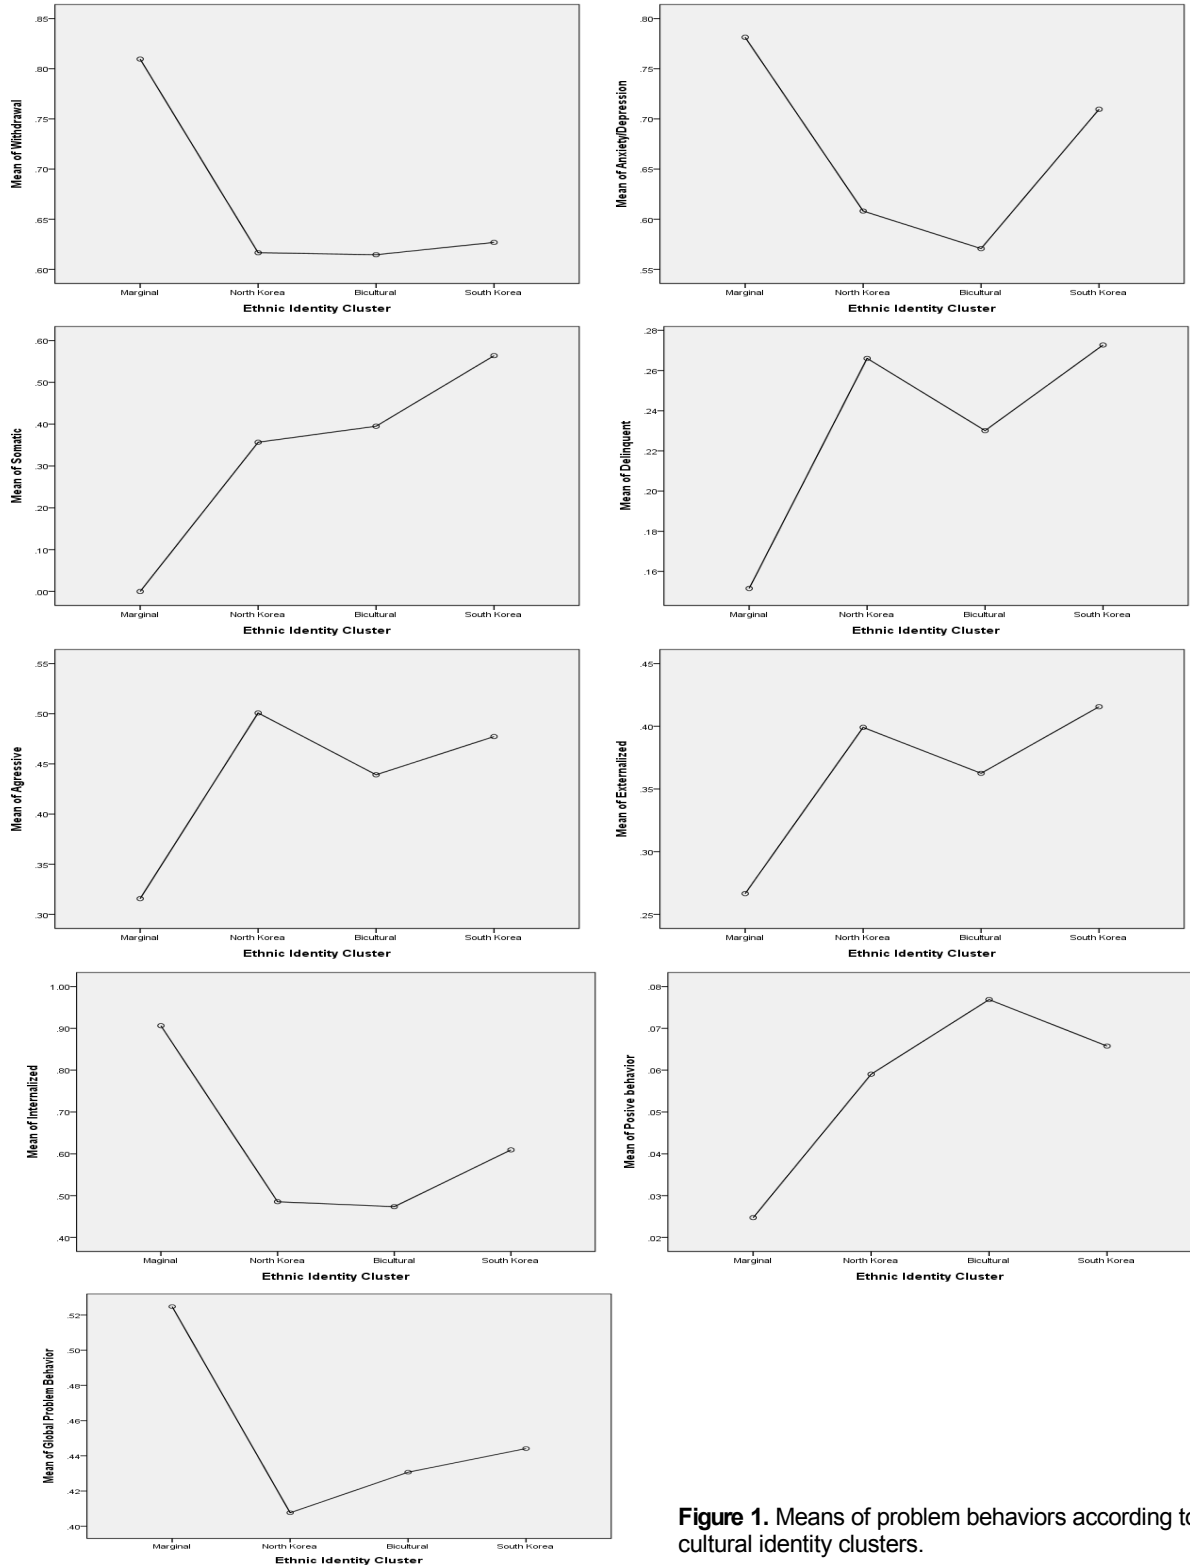 .85
.80
.75
.70
.65
.60
Mean of Withdrawal
Marginal North Korea Bicultural South Korea
Ethnic Identity Cluster
.80
.75
.70
.65
.60
.55
Mean of Anxiety/Depression
Marginal North Korea Bicultural South Korea
Ethnic Identity Cluster
.60
.50
.40
.30
.20
.10
.00
Mean of Somatic
Marginal North Korea Bicultural South Korea
Ethnic Identity Cluster
.28
.26
.24
.22
.20
.18
.16
Mean of Delinquent
Marginal North Korea Bicultural South Korea
Ethnic Identity Cluster
.55
.50
.45
.40
.35
.30
Mean of Agressive
Marginal North Korea Bicultural South Korea
Ethnic Identity Cluster
.45
.40
.35
.30
.25
Mean of Externalized
Marginal North Korea Bicultural South Korea
Ethnic Identity Cluster
1.00
.90
.80
.70
.60
.50
.40
Mean of Internalized
Maginal North Korea Bicultural South Korea
Ethnic Identity Cluster
.08
.07
.06
.05
.04
.03
.02
Mean of Posive behavior
Marginal North Korea Bicultural South Korea
Ethnic Identity Cluster
.52
.50
.48
.46
.44
.42
.40
Mean of Global Problem Behavior
Marginal North Korea Bicultural South Korea
Ethnic Identity Cluster
Figure 1. Means of problem behaviors according to
cultural identity clusters.